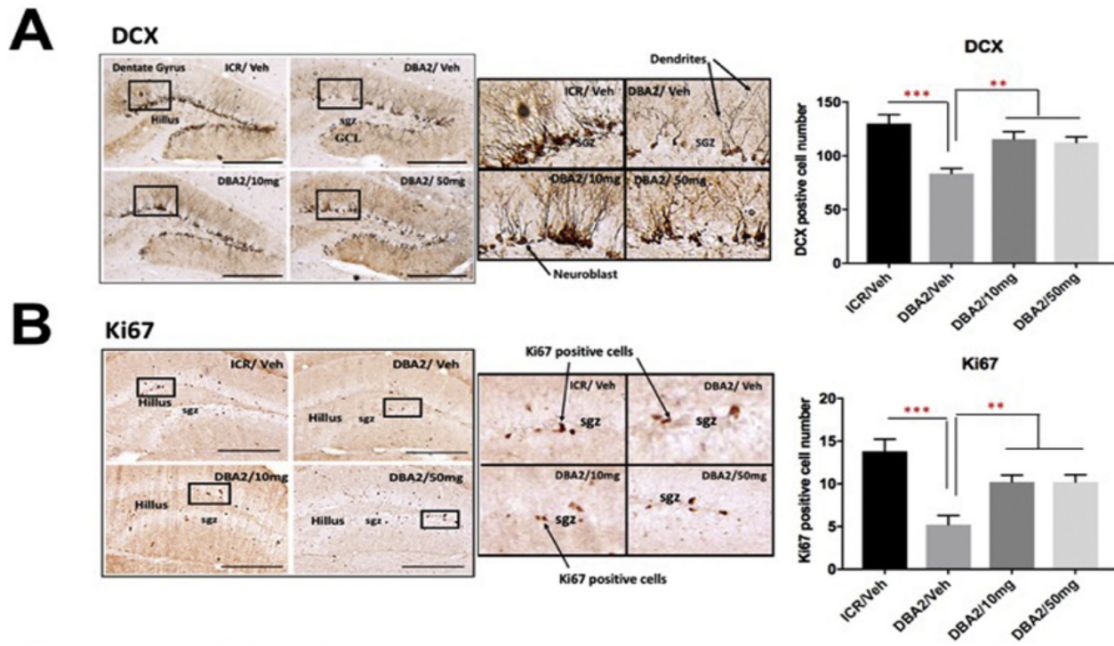 A
DCX
Dentate Gyrus
ICR/ Veh
Hillus
DBA2/ Veh
sgz
GCL
DBA2/10mg
DBA2/ 50mg
Dendrites
ICR/ Veh
SGZ
DBA2/ Veh
SGZ
DBA2/10mg
DBA2/ 50mg
Neuroblast
DCX
DCX postive cell number
150
100
50
0
***
**
ICR/Veh
DBA2/Veh
DBA2/10mg
DBA2/50mg
B
Ki67
ICR/ Veh
Hillus
sgz
DBA2/ Veh
Hillus
sgz
DBA2/10mg
Hillus
sgz
DBA2/50mg
Hillus
sgz
Ki67 positive cells
ICR/ Veh
sgz
DBA2/ Veh
sgz
DBA2/10mg
sgz
DBA2/50mg
sgz
Ki67 positive cells
Ki67
Ki67 positive cell number
20
15
10
5
0
***
**
ICR/Veh
DBA2/Veh
DBA2/10mg
DBA2/50mg